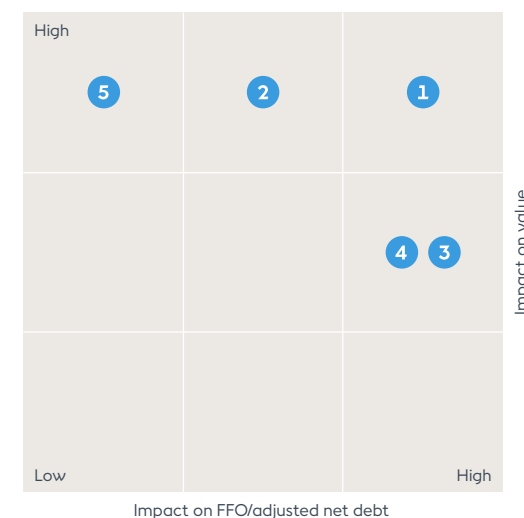 High
5 2 1
4 3
Impact on value
Low High
Impact on FFO/adjusted net debt